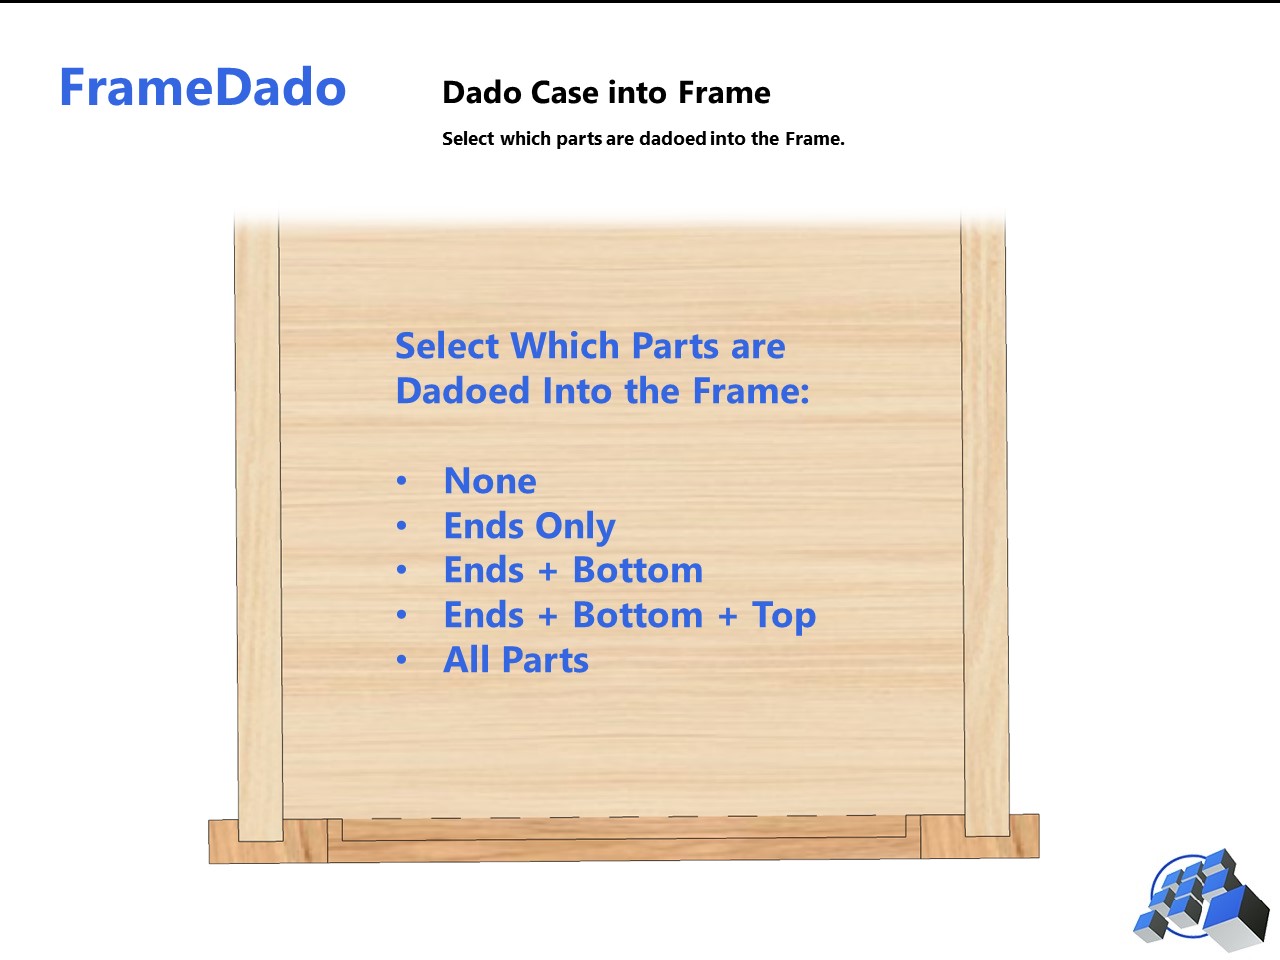 FrameDado
Dado Case into Frame
Select which parts are dadoed into the Frame.
Select Which Parts are
Dadoed Into the Frame:
• None
• Ends Only
• Ends + Bottom
• Ends + Bottom + Top
• All Parts